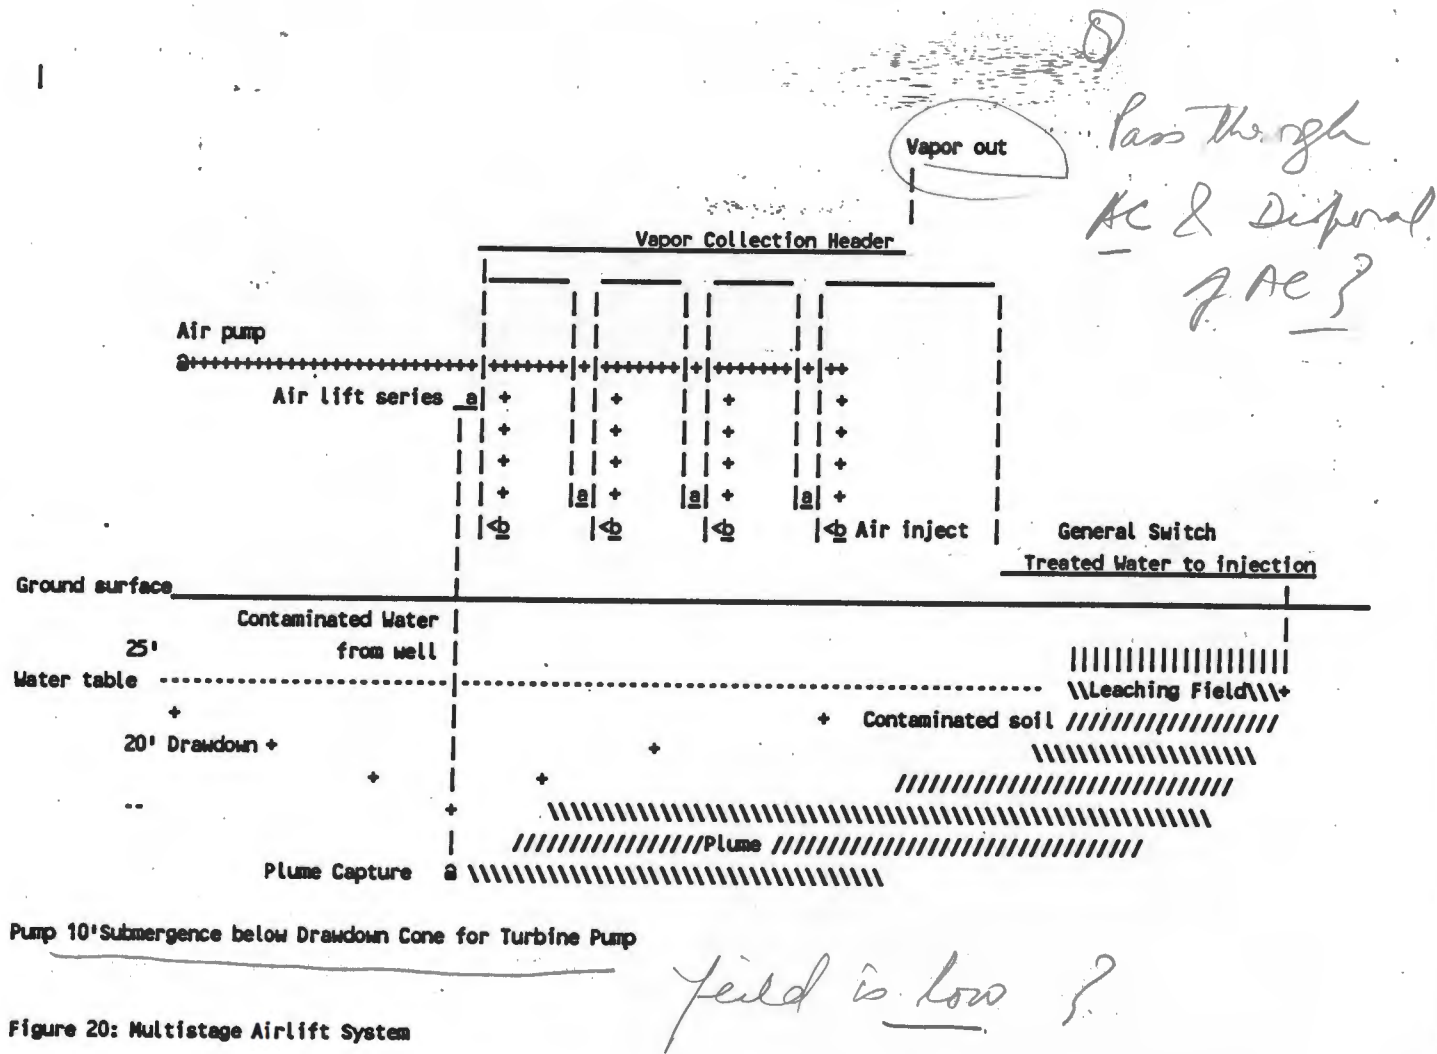 Vapor out
Pass through
AC & Disposal
of AC ?
Vapor Collection Header
Air pump
Air lift series a
a a a
<b <b <b <b Air inject
General Switch
Treated Water to injection
Ground surface
Contaminated Water
from well
25'
Water table
\\Leaching Field\\\+
Contaminated soil
20' Drawdown +
Plume
Plume Capture
Pump 10'Submergence below Drawdown Cone for Turbine Pump
Yeild is low ?
Figure 20: Multistage Airlift System